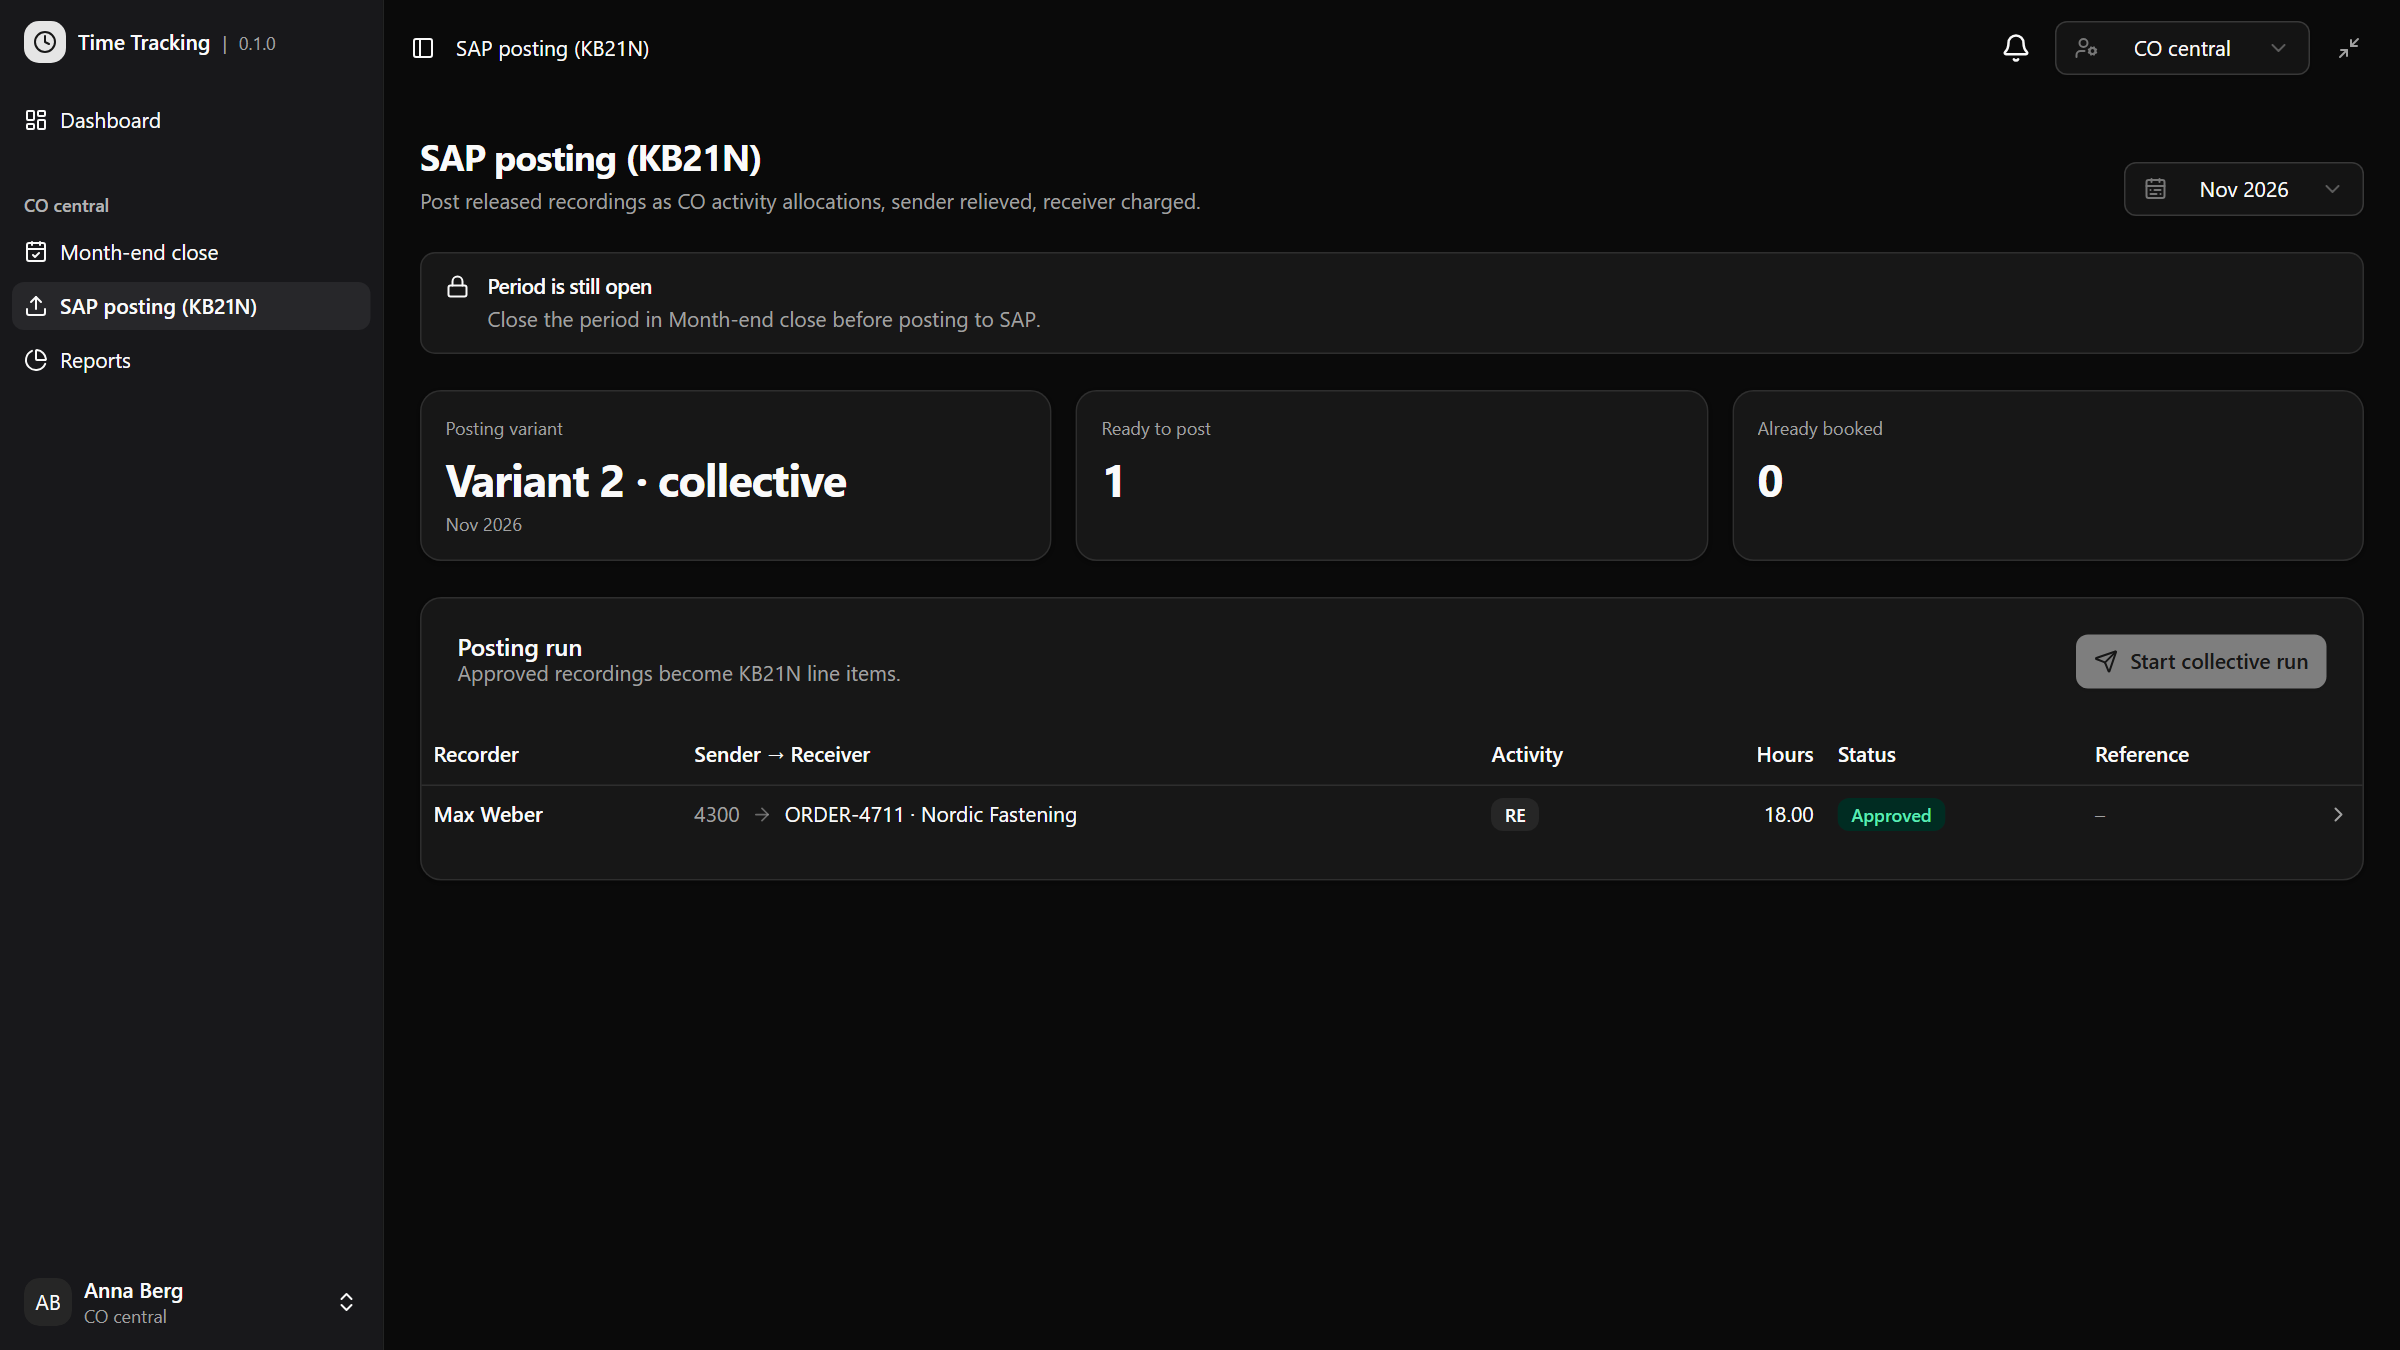 Time Tracking | 0.1.0
Dashboard
CO central
Month-end close
SAP posting (KB21N)
Reports
AB
Anna Berg
CO central
SAP posting (KB21N)
CO central
SAP posting (KB21N)
Post released recordings as CO activity allocations, sender relieved, receiver charged.
Nov 2026
Period is still open
Close the period in Month-end close before posting to SAP.
Posting variant
Variant 2 · collective
Nov 2026
Ready to post
1
Already booked
0
Posting run
Approved recordings become KB21N line items.
Start collective run
Recorder Sender → Receiver Activity Hours Status Reference
Max Weber 4300 → ORDER-4711 · Nordic Fastening RE 18.00 Approved –